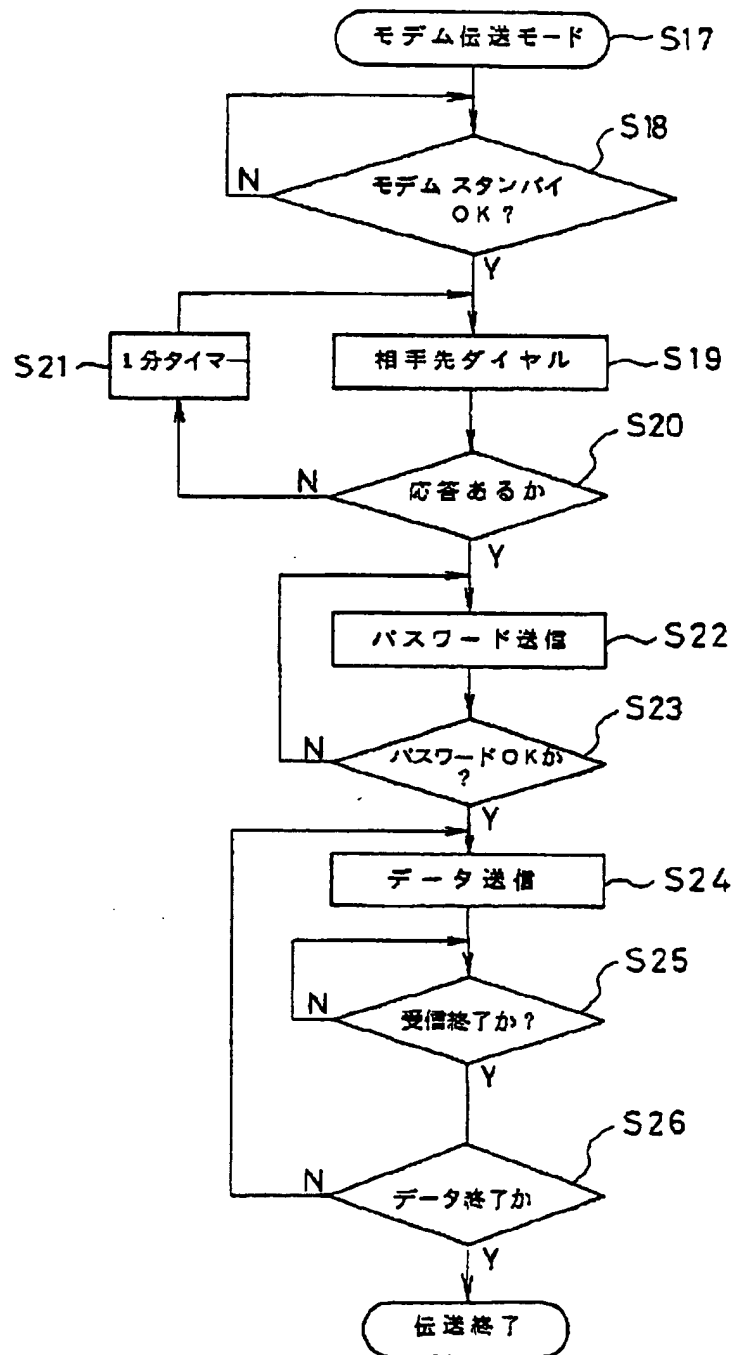 モデム伝送モード S17
S18
N
モデム スタンバイ
OK?
Y
S21 1分タイマー
相手先ダイヤル S19
S20
N
応答あるか
Y
パスワード送信 S22
S23
N
パスワードOKか
?
Y
データ送信 S24
S25
N
受信終了か?
Y
S26
N
データ終了か
Y
伝送終了